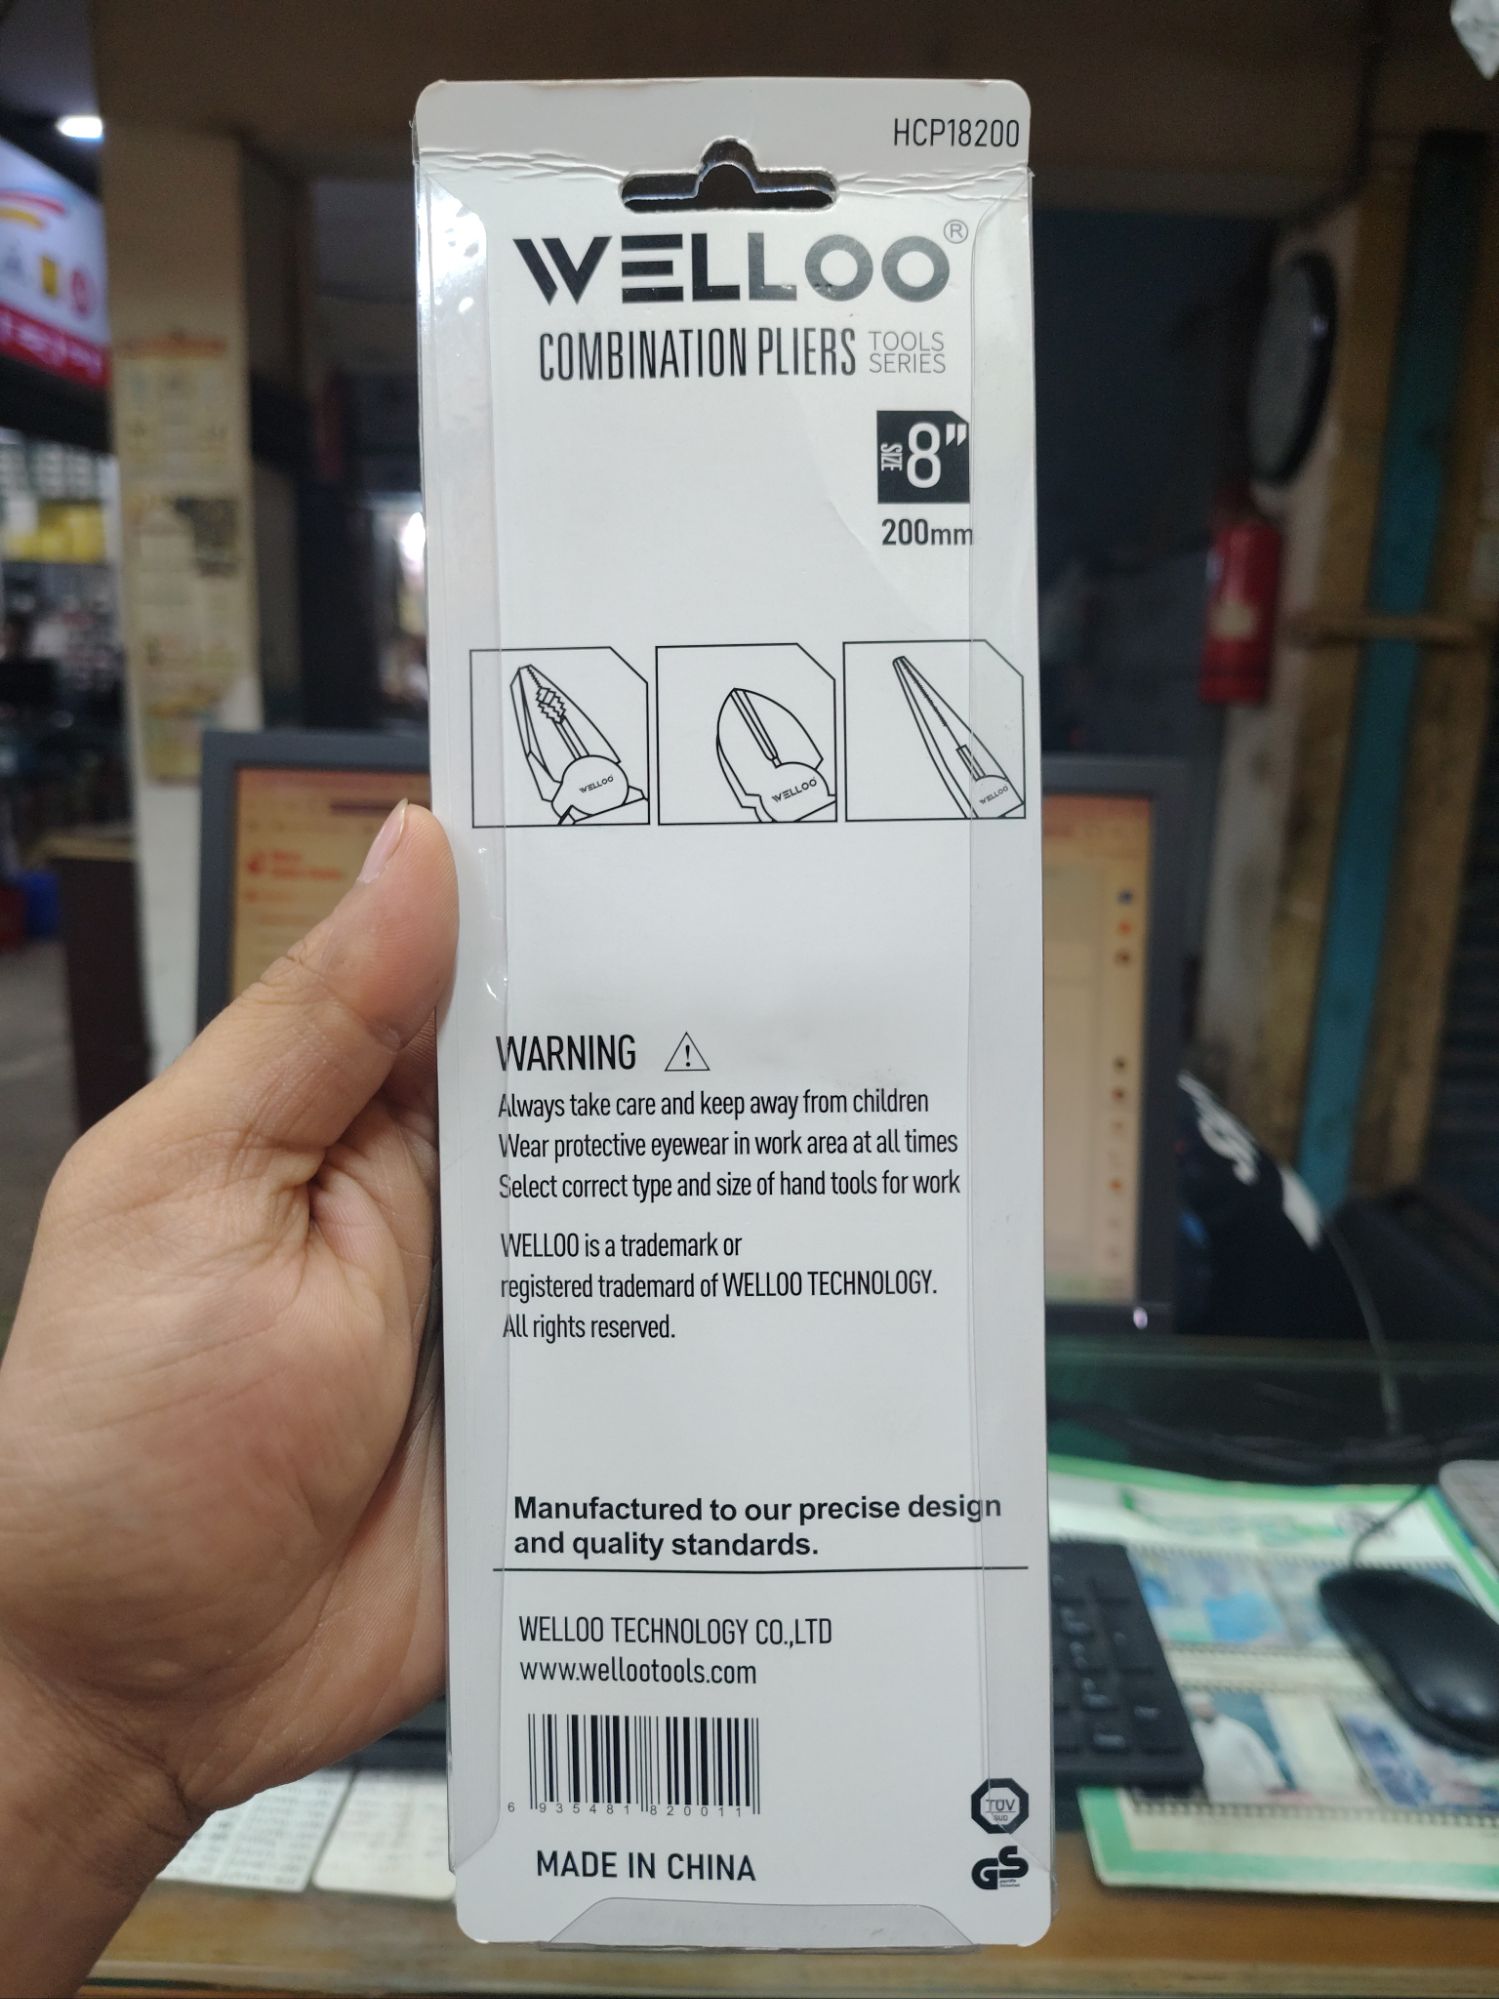 HCP18200
WELLOO®
COMBINATION PLIERS TOOLS SERIES
SIZE 8"
200mm
WELLOO
WELLOO
WELLOO
WARNING
Always take care and keep away from children
Wear protective eyewear in work area at all times
Select correct type and size of hand tools for work
WELLOO is a trademark or
registered trademard of WELLOO TECHNOLOGY.
All rights reserved.
Manufactured to our precise design
and quality standards.
WELLOO TECHNOLOGY CO.,LTD
www.wellootools.com
6 935481 820011
MADE IN CHINA
TÜV
SÜD
GS